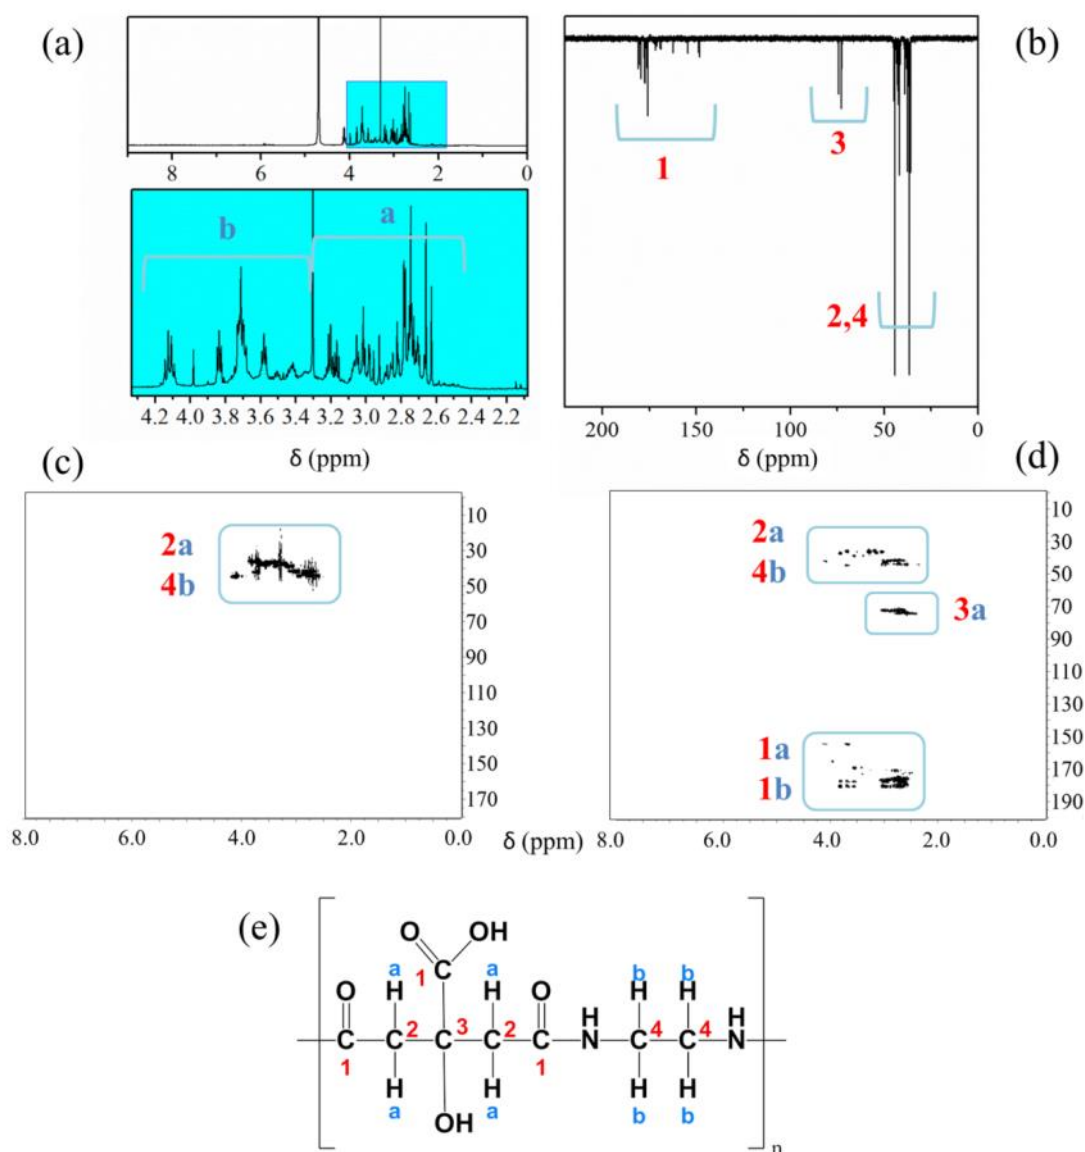 (a)
8 6 4 2 0
b a
4.2 4.0 3.8 3.6 3.4 3.2 3.0 2.8 2.6 2.4 2.2
δ (ppm)
(b)
1
3
2,4
200 150 100 50 0
δ (ppm)
(c)
2a
4b
10
30
50
70
90
110
130
150
170
8.0 6.0 4.0 2.0 0.0
δ (ppm)
(d)
2a
4b
3a
1a
1b
10
30
50
70
90
110
130
150
170
190
8.0 6.0 4.0 2.0 0.0
(e)
O OH
a 1 C a b b
O H H O H H H H
C C 2 C 3 C 2 C N C 4 C 4 N
1 H H 1 H H
a OH a b b
n